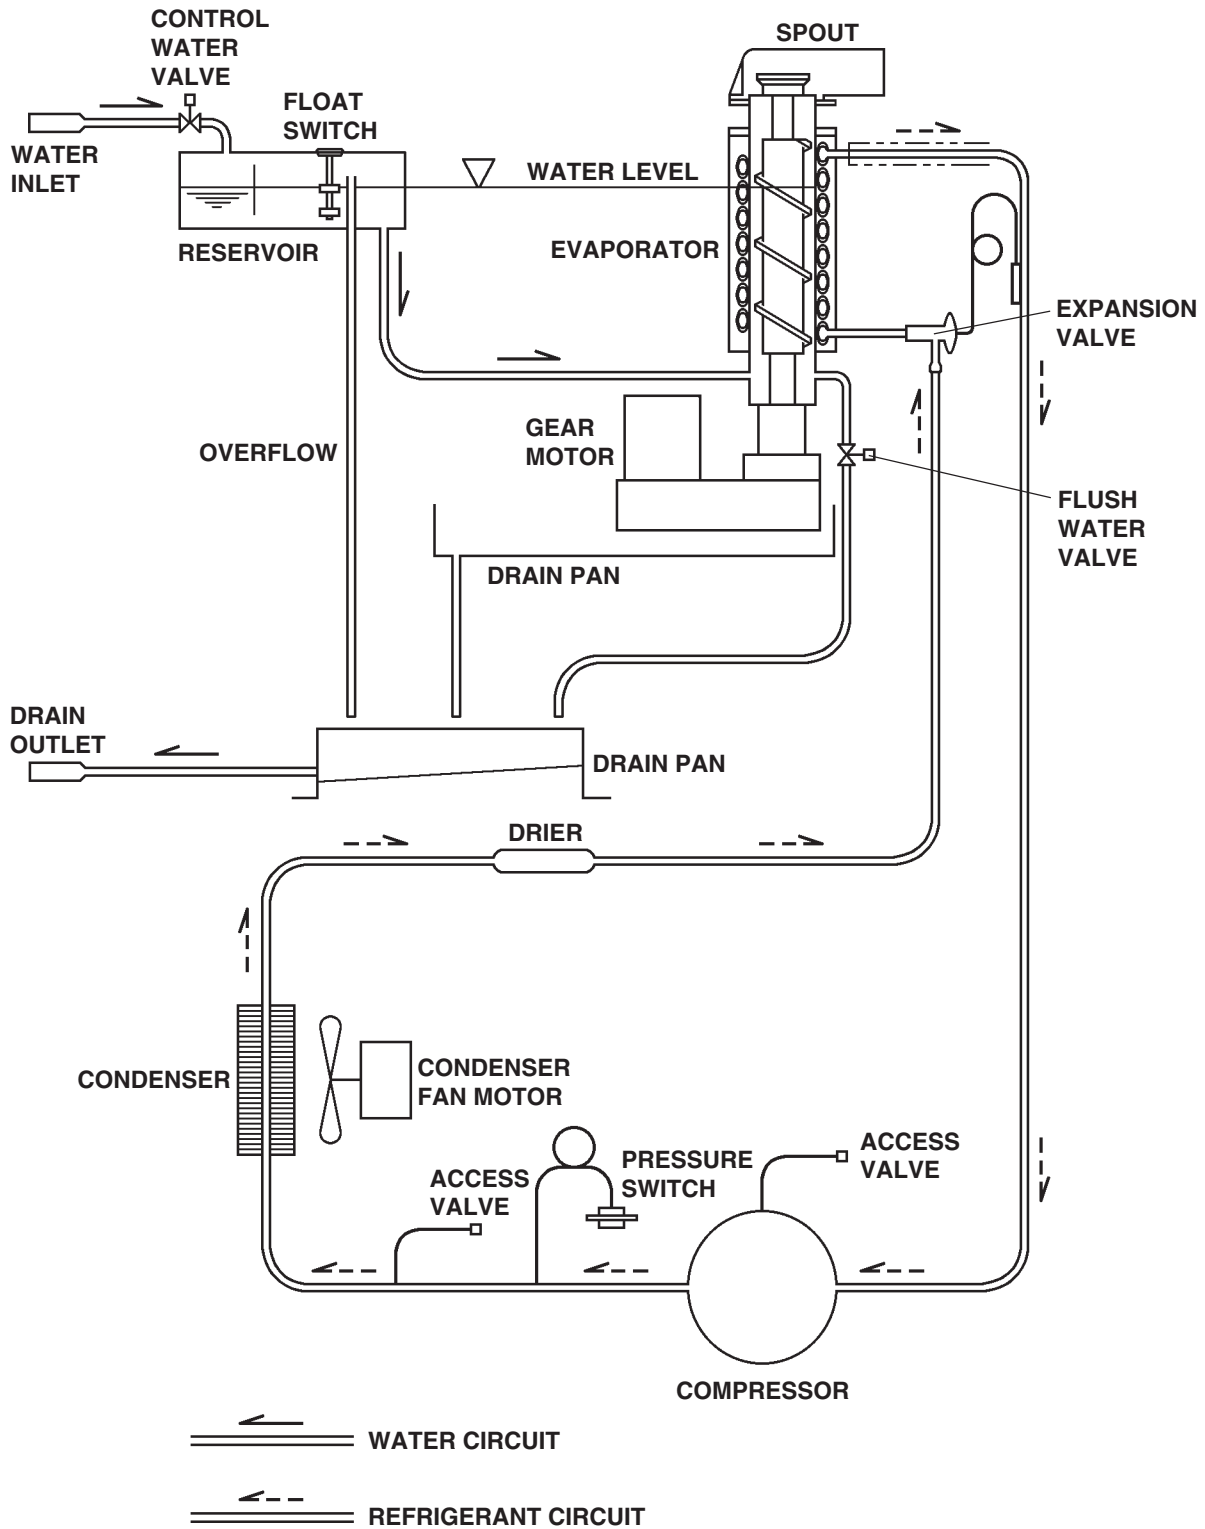 CONTROL
WATER
VALVE
SPOUT
FLOAT
SWITCH
WATER
INLET
WATER LEVEL
RESERVOIR
EVAPORATOR
EXPANSION
VALVE
GEAR
MOTOR
OVERFLOW
FLUSH
WATER
VALVE
DRAIN PAN
DRAIN
OUTLET
DRAIN PAN
DRIER
CONDENSER
CONDENSER
FAN MOTOR
ACCESS
VALVE
PRESSURE
SWITCH
ACCESS
VALVE
COMPRESSOR
WATER CIRCUIT
REFRIGERANT CIRCUIT